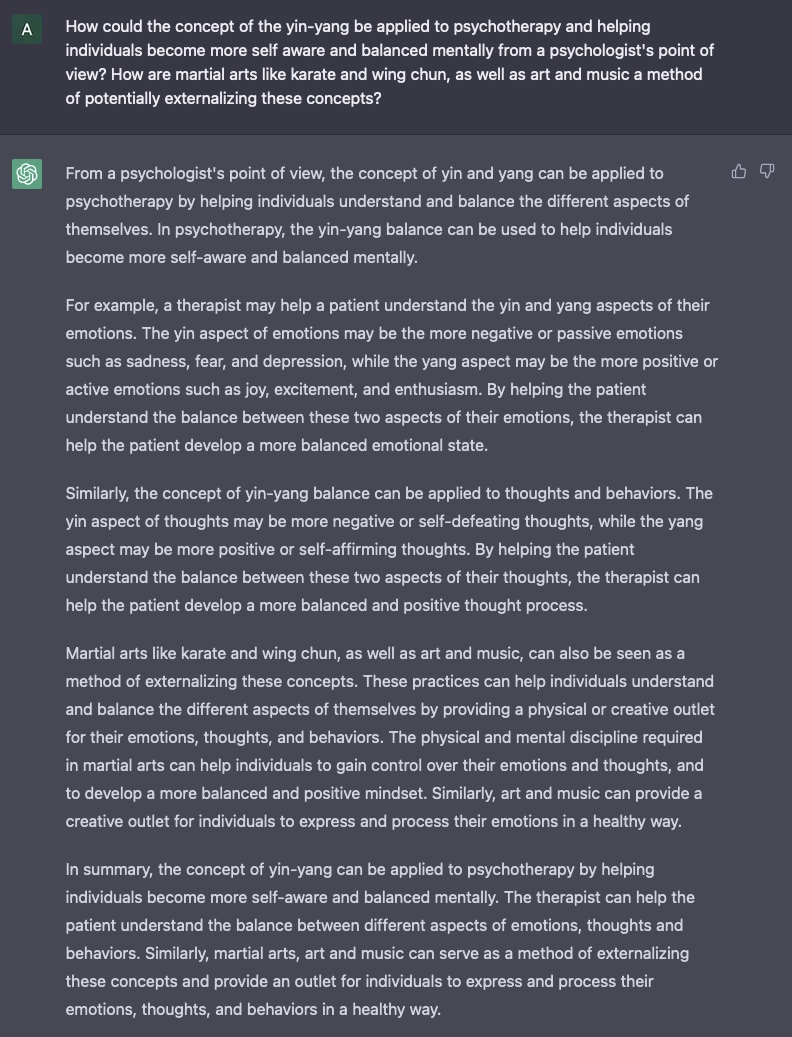 A
How could the concept of the yin-yang be applied to psychotherapy and helping
individuals become more self aware and balanced mentally from a psychologist's point of
view? How are martial arts like karate and wing chun, as well as art and music a method
of potentially externalizing these concepts?
From a psychologist's point of view, the concept of yin and yang can be applied to
psychotherapy by helping individuals understand and balance the different aspects of
themselves. In psychotherapy, the yin-yang balance can be used to help individuals
become more self-aware and balanced mentally.
For example, a therapist may help a patient understand the yin and yang aspects of their
emotions. The yin aspect of emotions may be the more negative or passive emotions
such as sadness, fear, and depression, while the yang aspect may be the more positive or
active emotions such as joy, excitement, and enthusiasm. By helping the patient
understand the balance between these two aspects of their emotions, the therapist can
help the patient develop a more balanced emotional state.
Similarly, the concept of yin-yang balance can be applied to thoughts and behaviors. The
yin aspect of thoughts may be more negative or self-defeating thoughts, while the yang
aspect may be more positive or self-affirming thoughts. By helping the patient
understand the balance between these two aspects of their thoughts, the therapist can
help the patient develop a more balanced and positive thought process.
Martial arts like karate and wing chun, as well as art and music, can also be seen as a
method of externalizing these concepts. These practices can help individuals understand
and balance the different aspects of themselves by providing a physical or creative outlet
for their emotions, thoughts, and behaviors. The physical and mental discipline required
in martial arts can help individuals to gain control over their emotions and thoughts, and
to develop a more balanced and positive mindset. Similarly, art and music can provide a
creative outlet for individuals to express and process their emotions in a healthy way.
In summary, the concept of yin-yang can be applied to psychotherapy by helping
individuals become more self-aware and balanced mentally. The therapist can help the
patient understand the balance between different aspects of emotions, thoughts and
behaviors. Similarly, martial arts, art and music can serve as a method of externalizing
these concepts and provide an outlet for individuals to express and process their
emotions, thoughts, and behaviors in a healthy way.